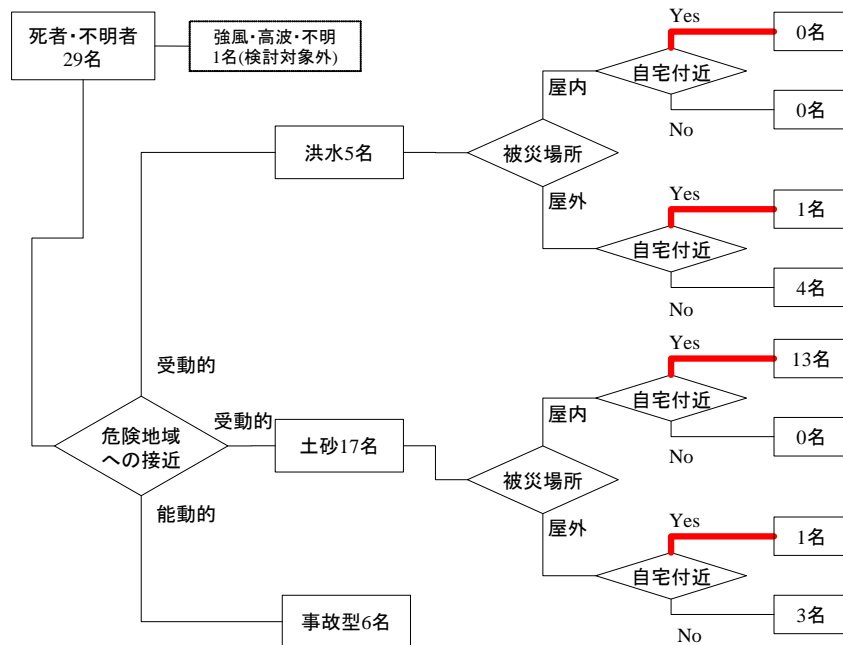 死者・不明者
29名
強風・高波・不明
1名(検討対象外)
危険地域
への接近
受動的
受動的
能動的
洪水5名
被災場所
屋内
屋外
自宅付近
Yes
0名
No
0名
自宅付近
Yes
1名
No
4名
土砂17名
被災場所
屋内
屋外
自宅付近
Yes
13名
No
0名
自宅付近
Yes
1名
No
3名
事故型6名